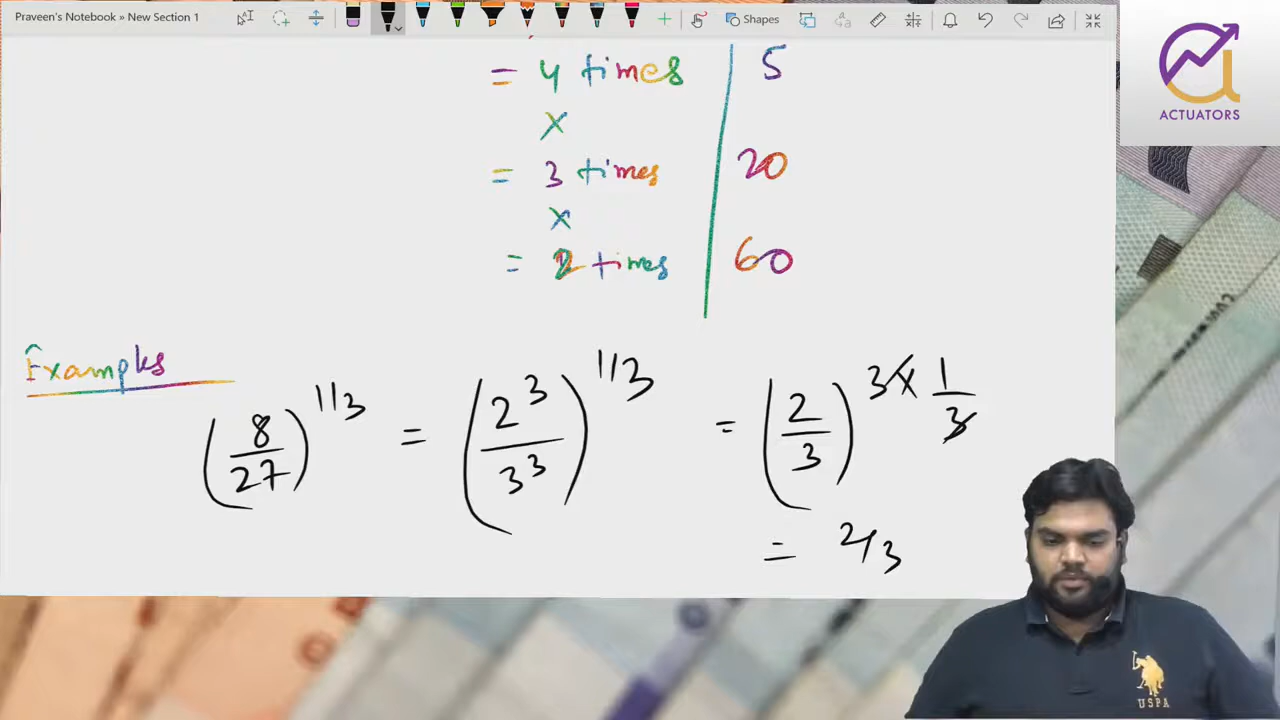 Praveen's Notebook » New Section 1
Shapes
ACTUATORS
= 4 times | 5
×
= 3 times | 20
×
= 2 times | 60
Examples
(8/27)^1/3 = (2^3/3^3)^1/3 = (2/3)^3×1/3
= 2/3
USPA